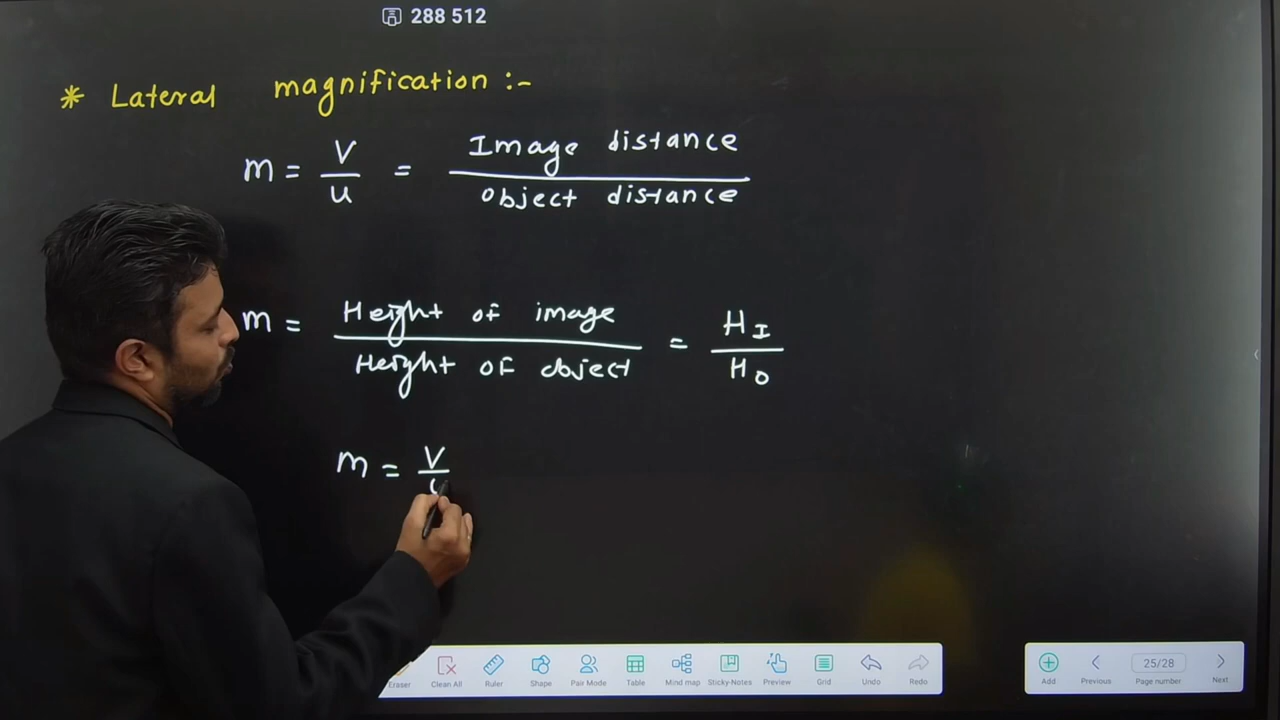 288 512
* Lateral magnification :-
m = V/u = Image distance / Object distance
m = Height of image / Height of object = H_I / H_O
m = V
Eraser Clean All Ruler Shape Pair Mode Table Mind map Sticky-Notes Preview Grid Undo Redo
25/28
Add Previous Page number Next